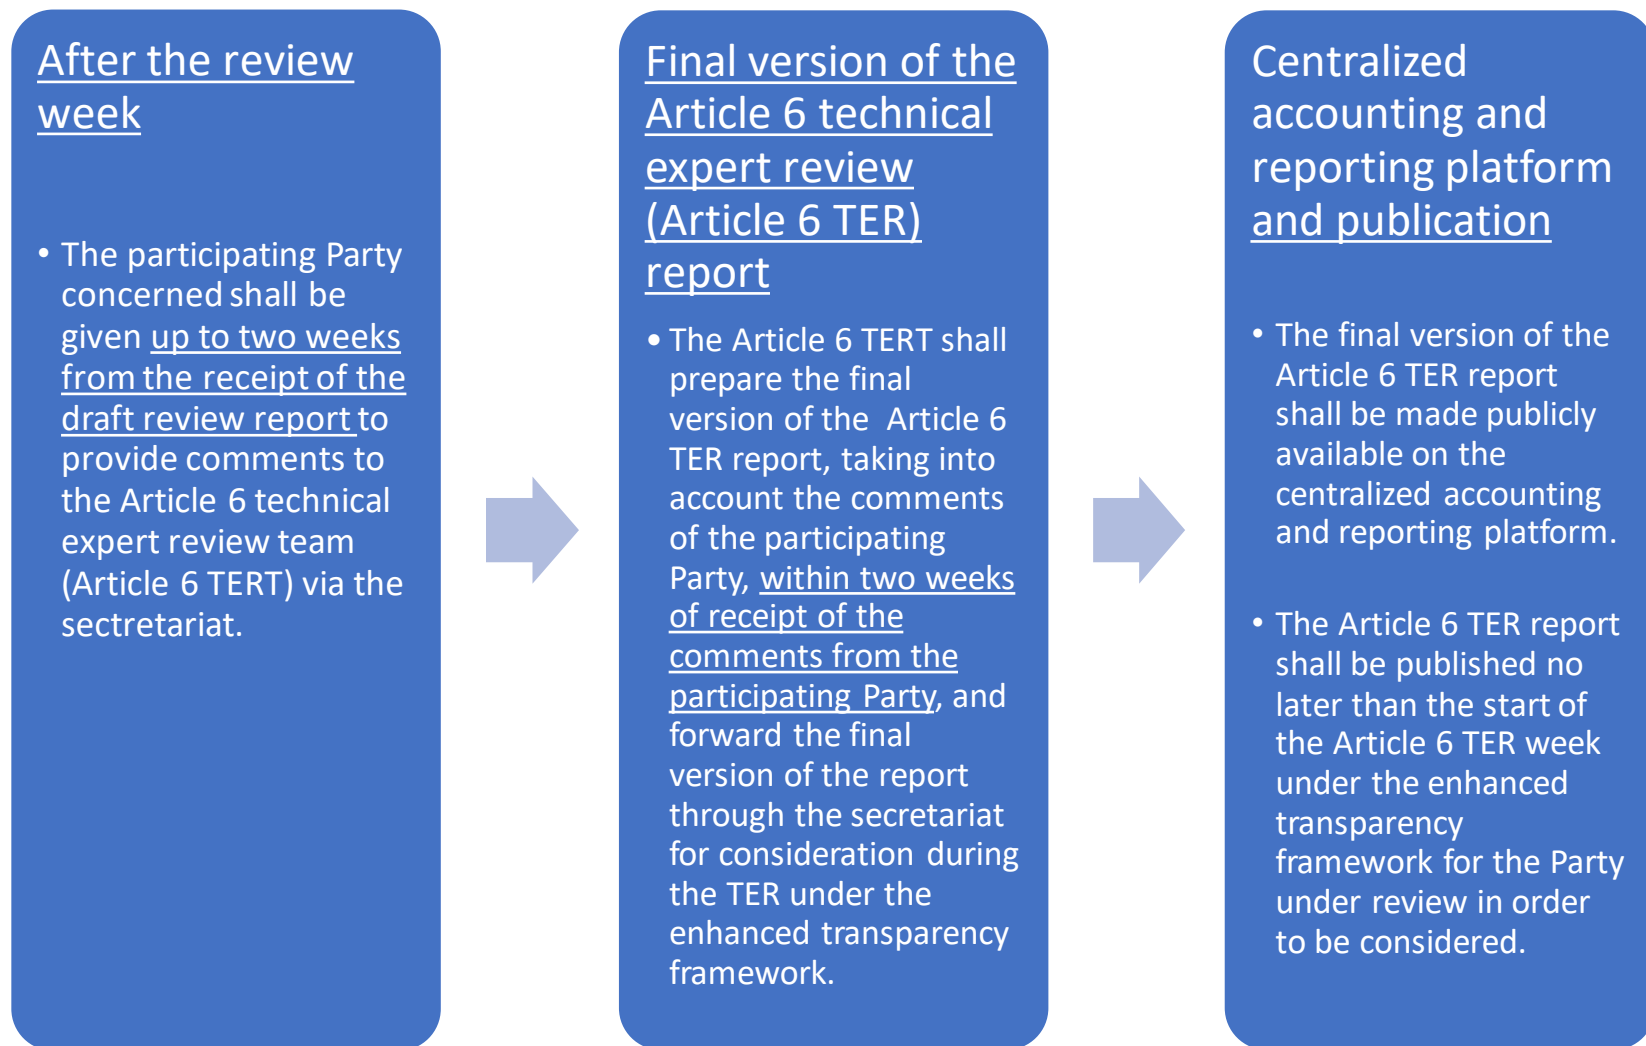 After the review
week
• The participating Party
concerned shall be
given up to two weeks
from the receipt of the
draft review report to
provide comments to
the Article 6 technical
expert review team
(Article 6 TERT) via the
sectretariat.
Final version of the
Article 6 technical
expert review
(Article 6 TER)
report
• The Article 6 TERT shall
prepare the final
version of the Article 6
TER report, taking into
account the comments
of the participating
Party, within two weeks
of receipt of the
comments from the
participating Party, and
forward the final
version of the report
through the secretariat
for consideration during
the TER under the
enhanced transparency
framework.
Centralized
accounting and
reporting platform
and publication
• The final version of the
Article 6 TER report
shall be made publicly
available on the
centralized accounting
and reporting platform.
• The Article 6 TER report
shall be published no
later than the start of
the Article 6 TER week
under the enhanced
transparency
framework for the Party
under review in order
to be considered.